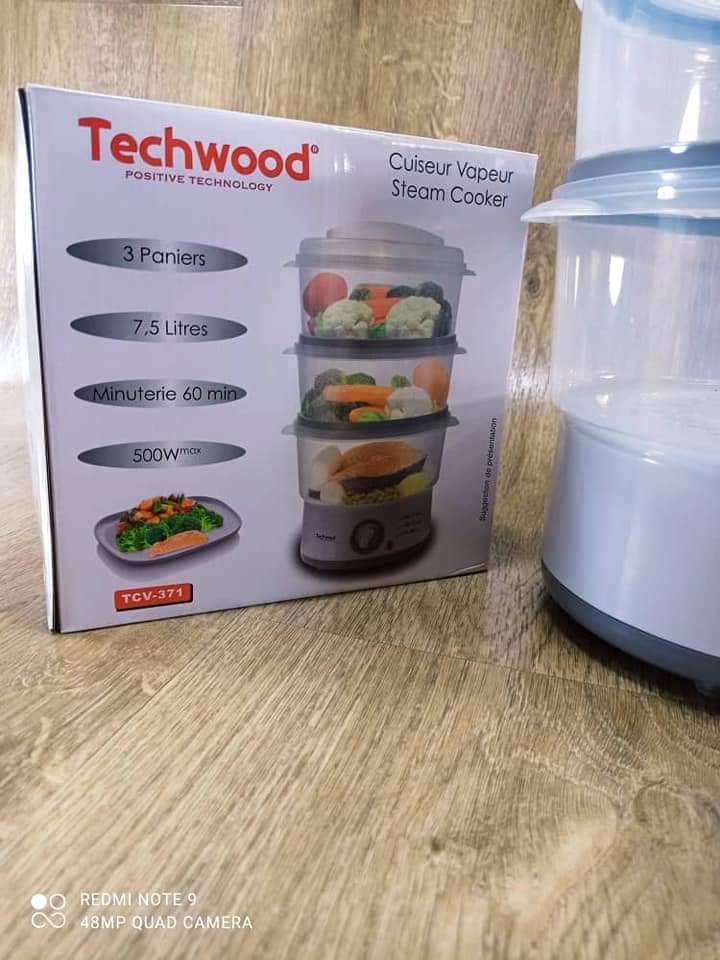 Techwood®
POSITIVE TECHNOLOGY
Cuiseur Vapeur
Steam Cooker
3 Paniers
7,5 Litres
Minuterie 60 min
500Wmax
TCV-371
Techwood
Suggestion de présentation
REDMI NOTE 9
48MP QUAD CAMERA